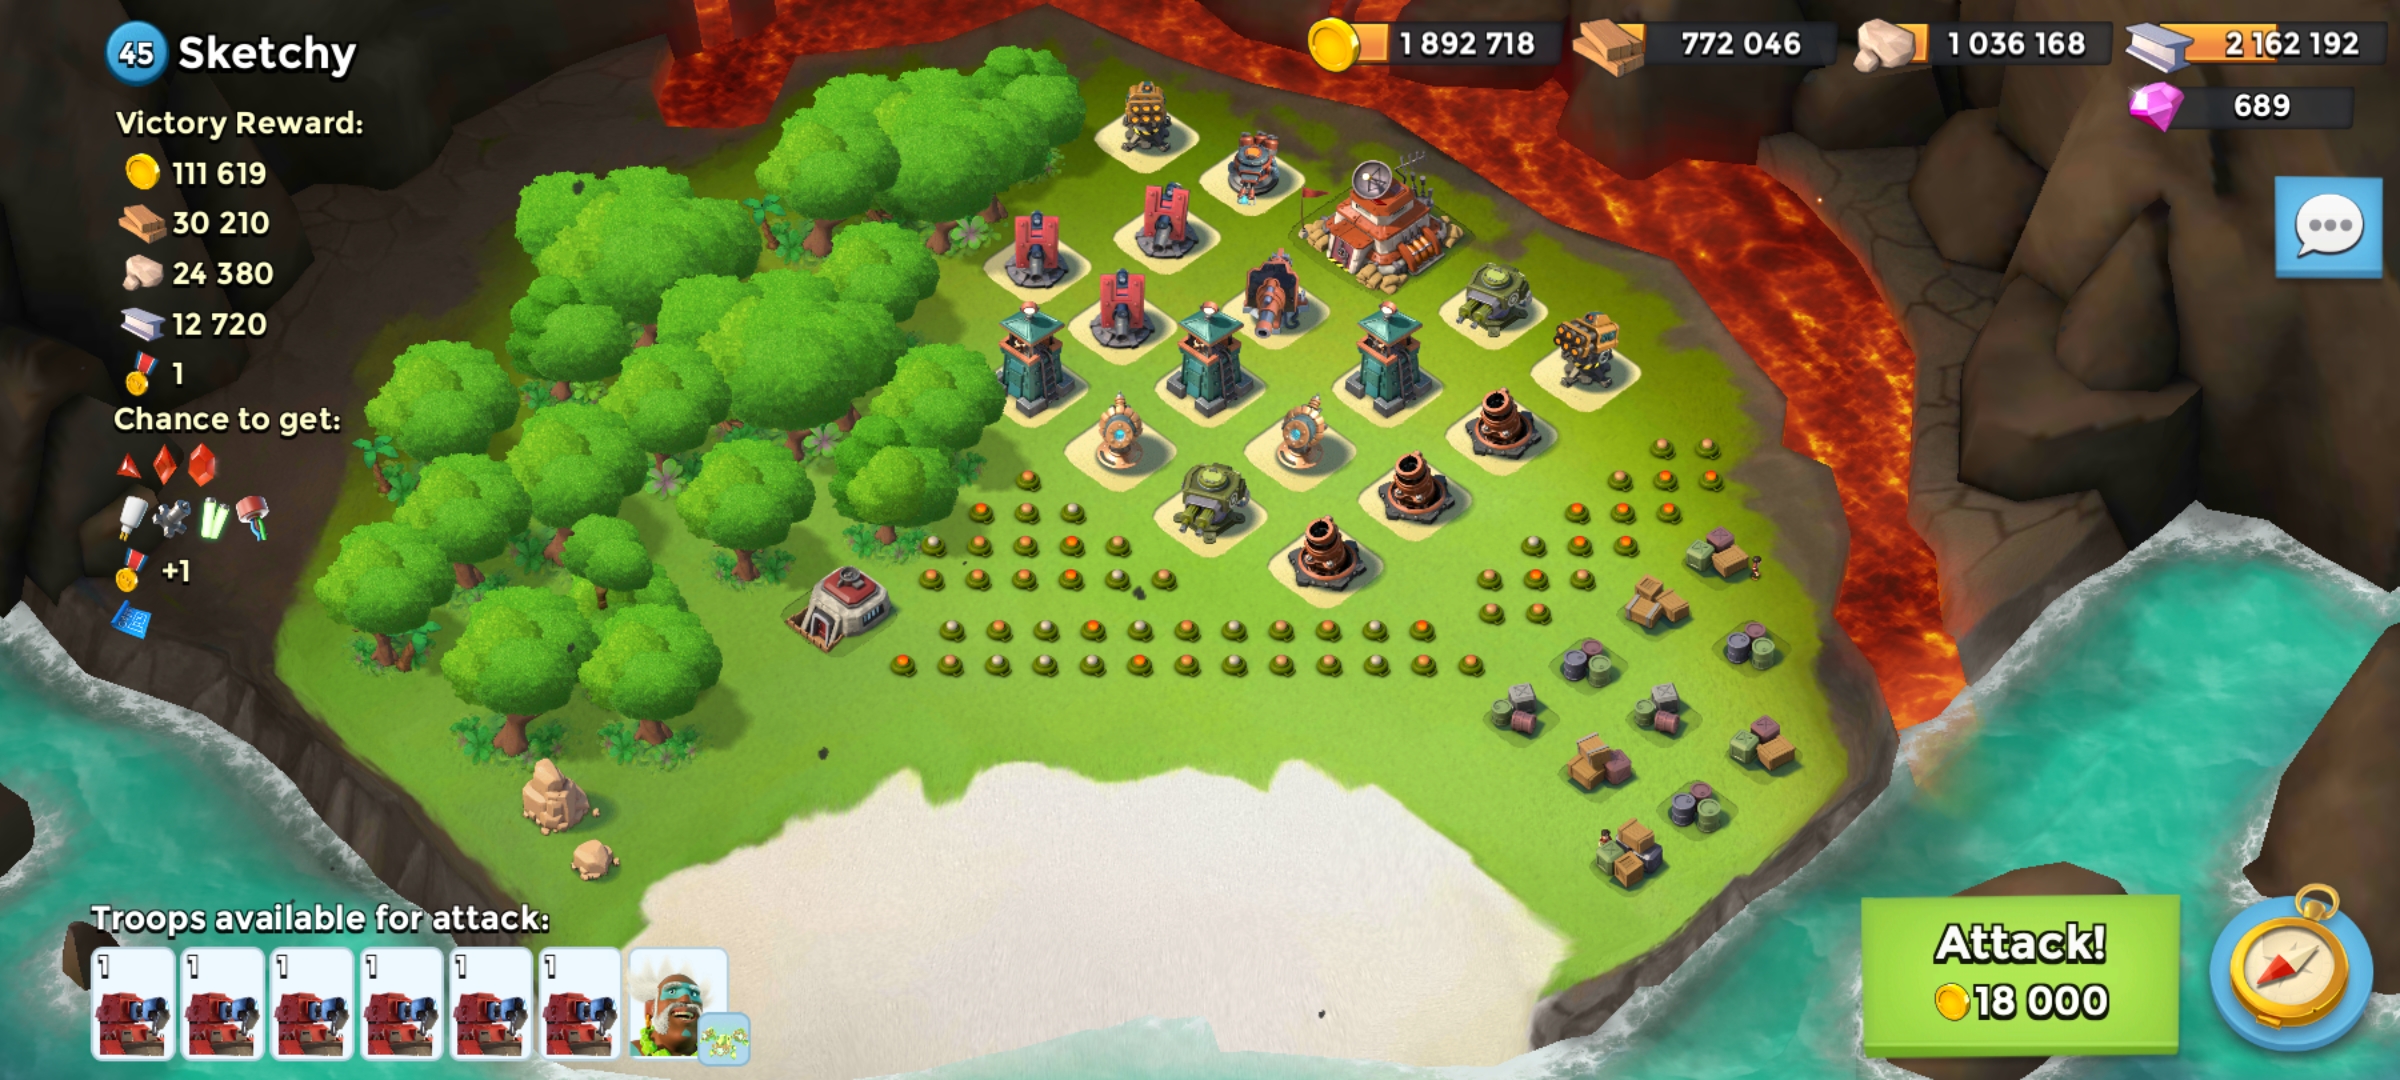 45 Sketchy
1 892 718
772 046
1 036 168
2 162 192
689
Victory Reward:
111 619
30 210
24 380
12 720
1
Chance to get:
+1
Troops available for attack:
1 1 1 1 1 1
Attack!
18 000